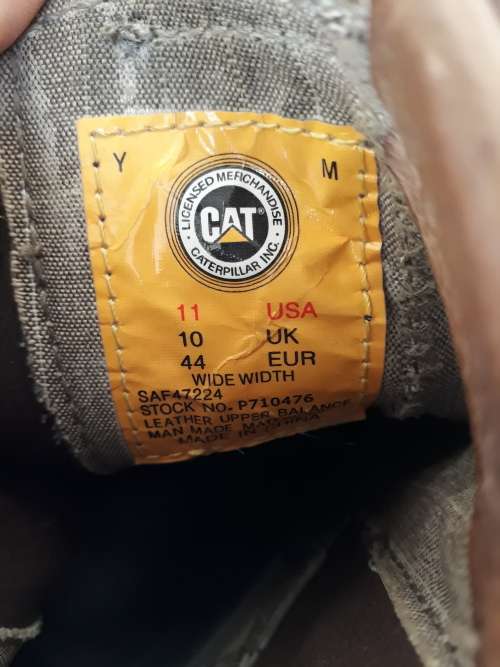 Y M
LICENSED MERCHANDISE
CAT®
CATERPILLAR INC.
11 USA
10 UK
44 EUR
WIDE WIDTH
SAF47224
STOCK NO. P710476
LEATHER UPPER BALANCE
MAN MADE
MADE IN CHINA